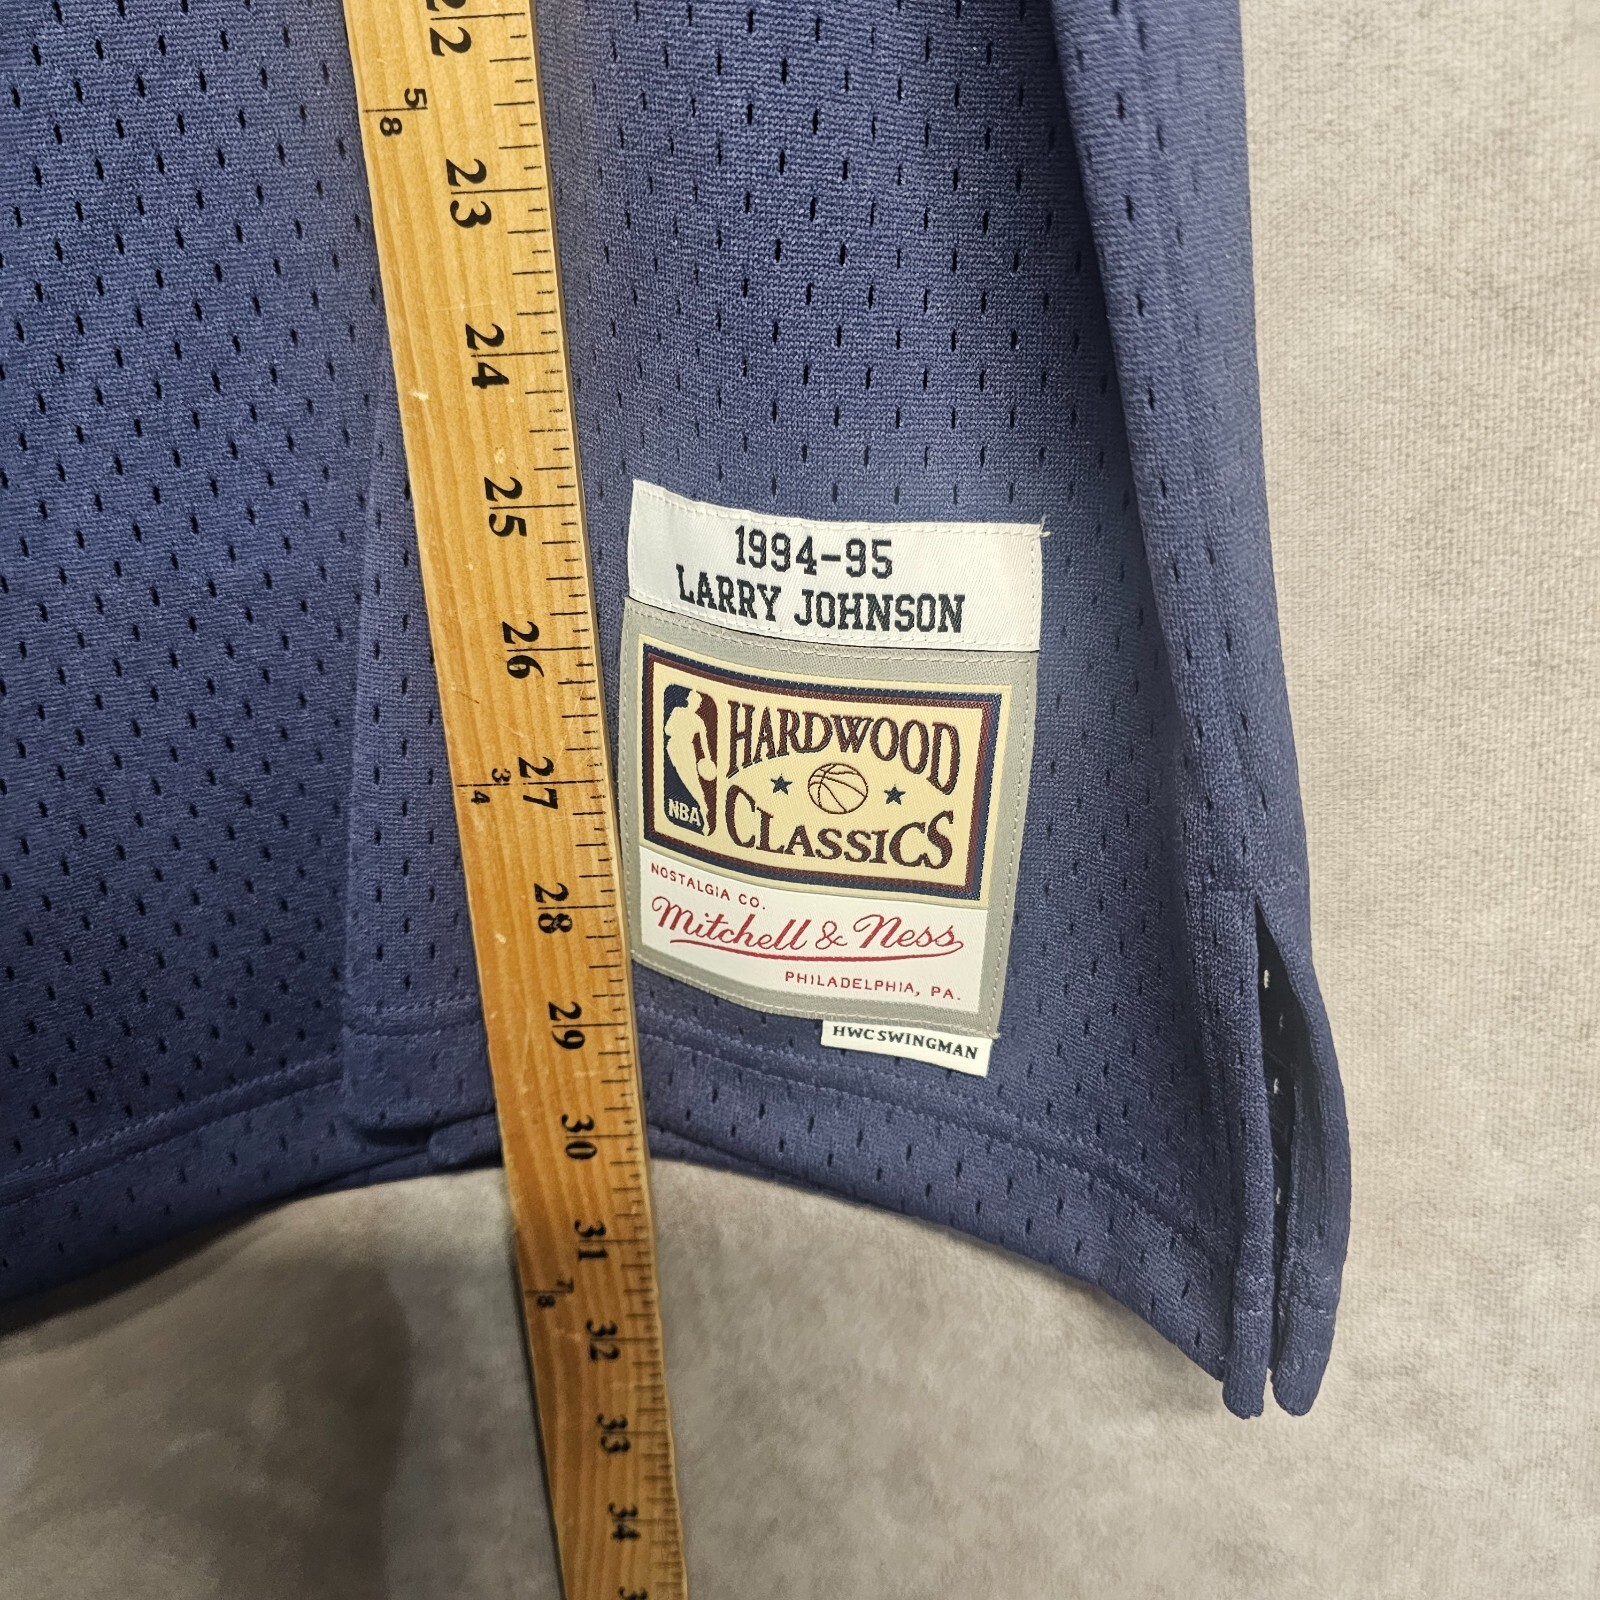 22
5
8
23
24
25
26
27
3
4
28
29
30
31
7
8
32
33
34
1994-95
LARRY JOHNSON
HARDWOOD
CLASSICS
NBA
NOSTALGIA CO.
Mitchell & Ness
PHILADELPHIA, PA.
HWC SWINGMAN